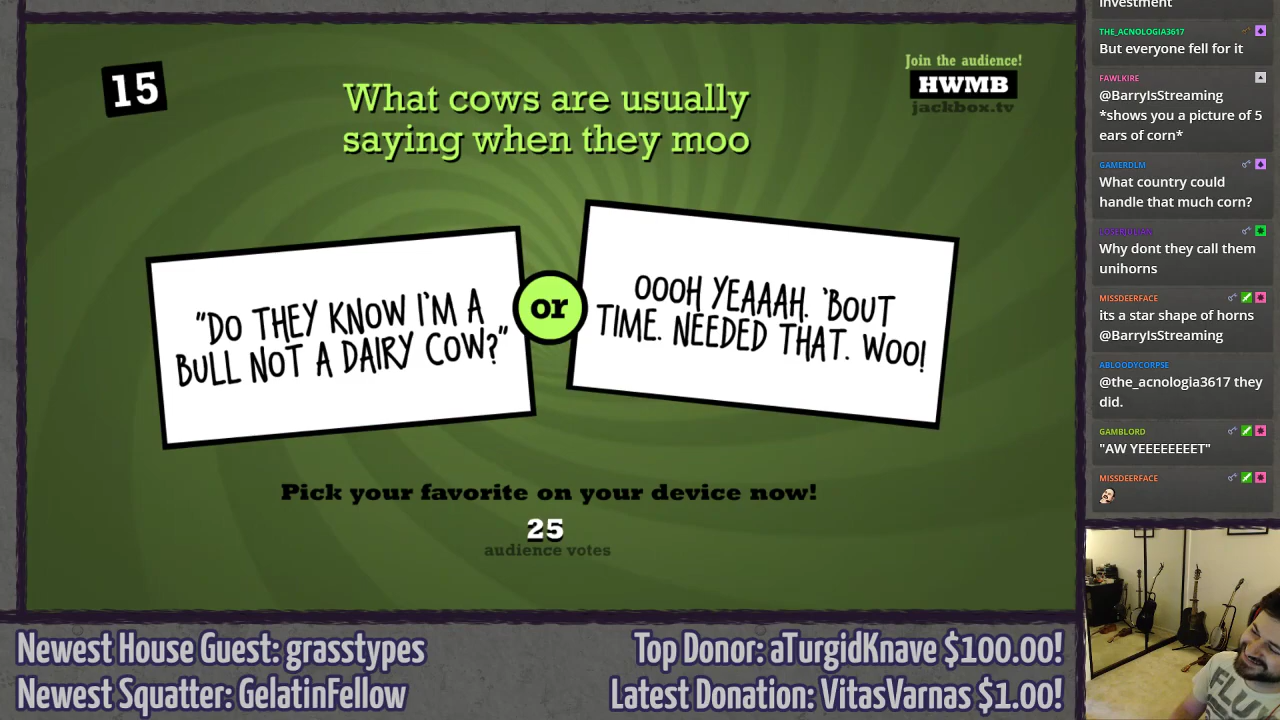 15
What cows are usually
saying when they moo
Join the audience!
HWMB
jackbox.tv
"DO THEY KNOW I'M A
BULL NOT A DAIRY COW?"
or
OOOH YEAAAH. 'BOUT
TIME. NEEDED THAT. WOO!
Pick your favorite on your device now!
25
audience votes
Newest House Guest: grasstypes
Newest Squatter: GelatinFellow
Top Donor: aTurgidKnave $100.00!
Latest Donation: VitasVarnas $1.00!
investment
THE_ACNOLOGIA3617
But everyone fell for it
FAWLKIRE
@BarryIsStreaming
*shows you a picture of 5
ears of corn*
GAMERDLM
What country could
handle that much corn?
Why dont they call them
unihorns
MISSDEERFACE
its a star shape of horns
@BarryIsStreaming
ABLOODYCORPSE
@the_acnologia3617 they
did.
GAMBLORD
"AW YEEEEEEEET"
MISSDEERFACE